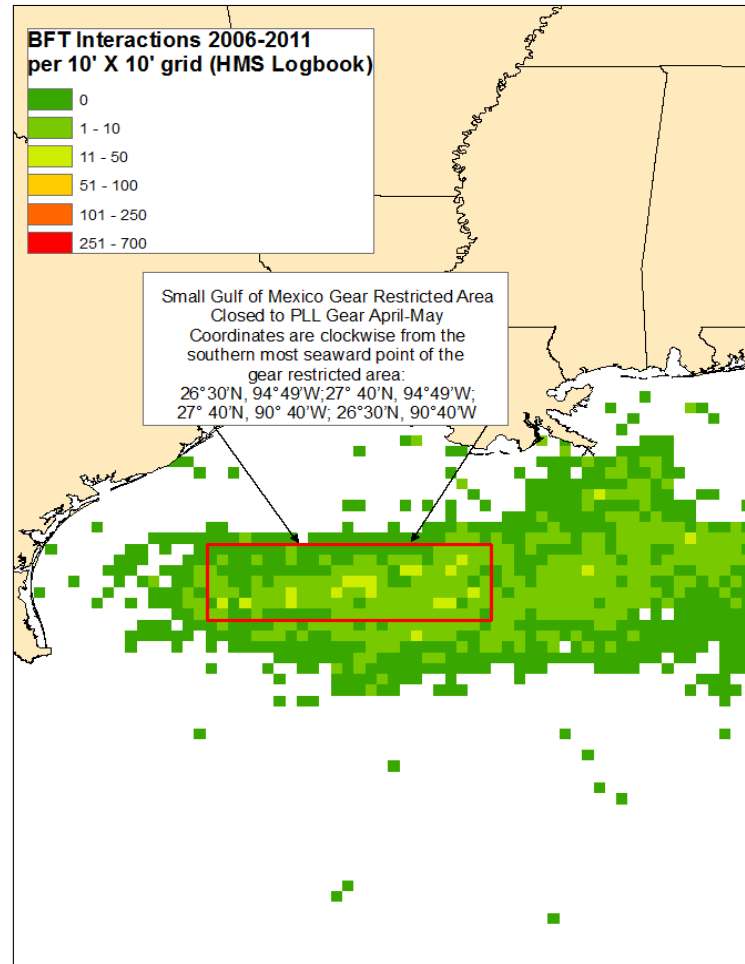 BFT Interactions 2006-2011
per 10' X 10' grid (HMS Logbook)
0
1 - 10
11 - 50
51 - 100
101 - 250
251 - 700
Small Gulf of Mexico Gear Restricted Area
Closed to PLL Gear April-May
Coordinates are clockwise from the
southern most seaward point of the
gear restricted area:
26°30'N, 94°49'W;27° 40'N, 94°49'W;
27° 40'N, 90° 40'W; 26°30'N, 90°40'W